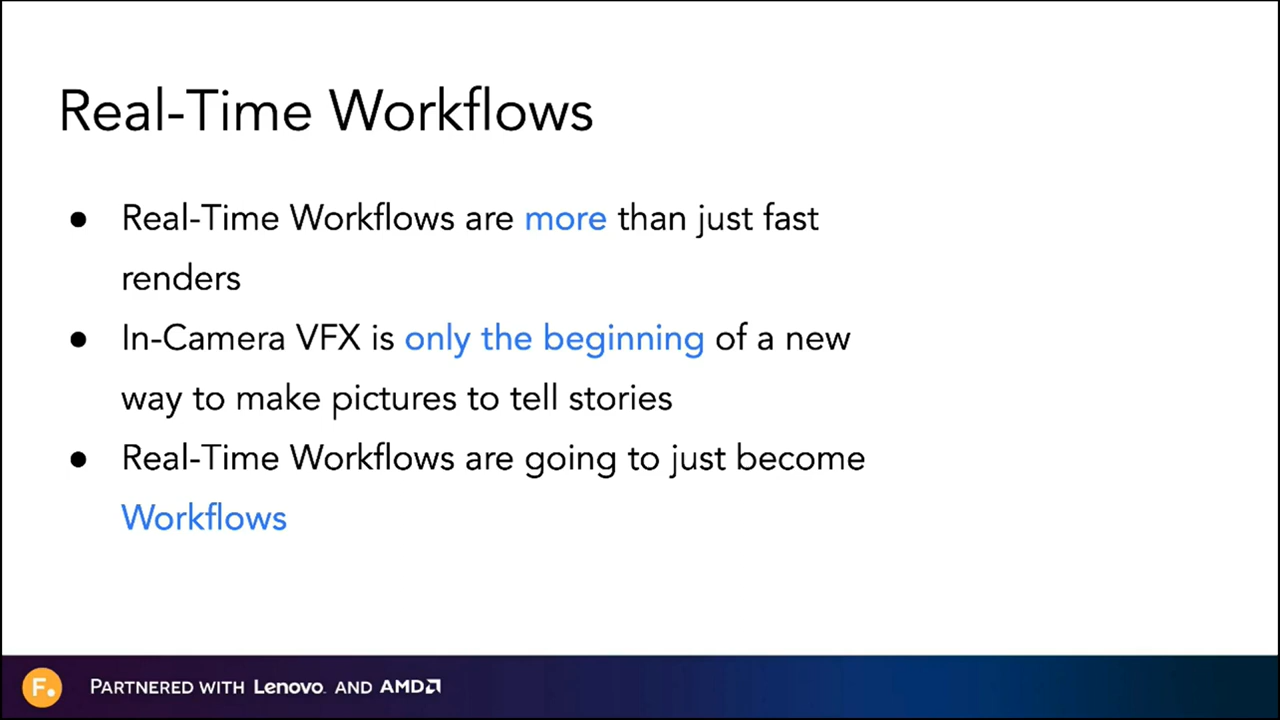 Real-Time Workflows
● Real-Time Workflows are more than just fast
renders
● In-Camera VFX is only the beginning of a new
way to make pictures to tell stories
● Real-Time Workflows are going to just become
Workflows
F. PARTNERED WITH Lenovo. AND AMD